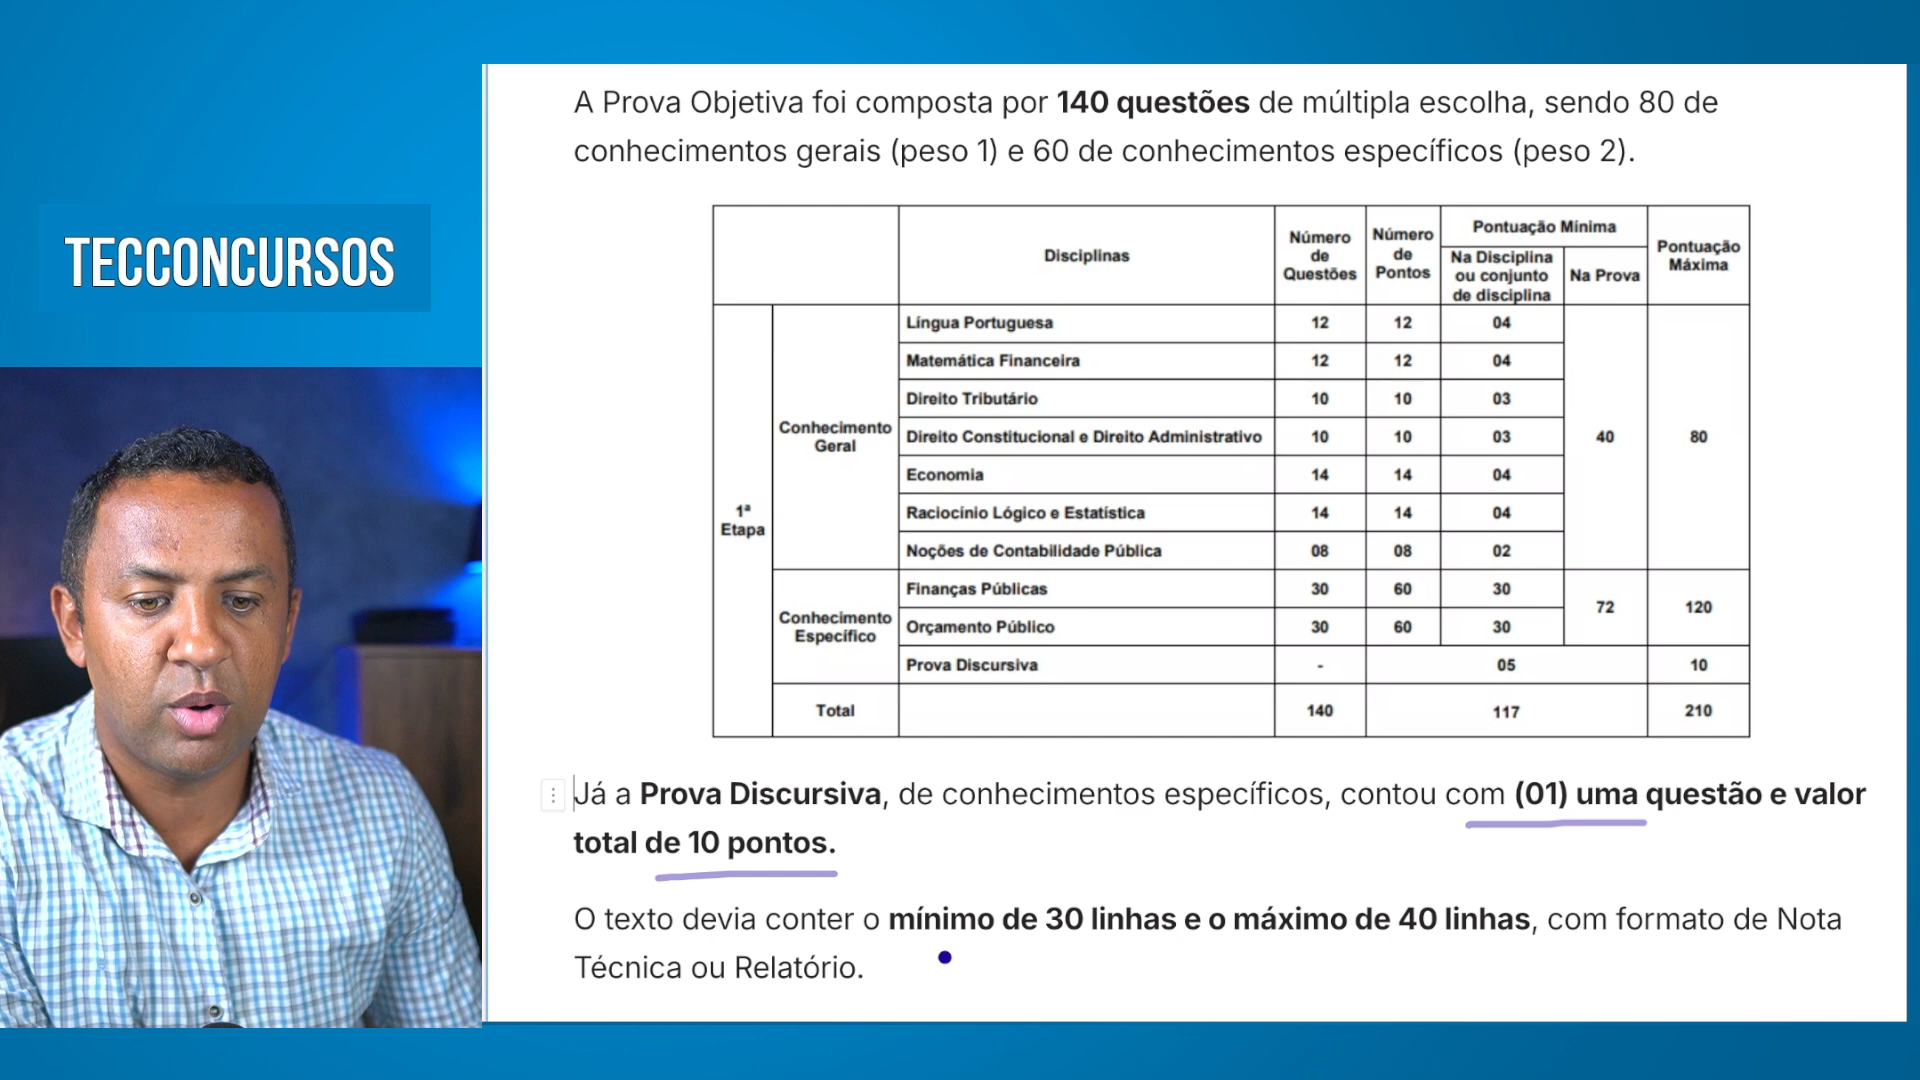 A Prova Objetiva foi composta por 140 questões de múltipla escolha, sendo 80 de
conhecimentos gerais (peso 1) e 60 de conhecimentos específicos (peso 2).
TECCONCURSOS
Disciplinas
Número de Questões
Número de Pontos
Pontuação Mínima
Na Disciplina ou conjunto de disciplina
Na Prova
Pontuação Máxima
1ª Etapa
Conhecimento Geral
Língua Portuguesa 12 12 04
Matemática Financeira 12 12 04
Direito Tributário 10 10 03
Direito Constitucional e Direito Administrativo 10 10 03 40 80
Economia 14 14 04
Raciocínio Lógico e Estatística 14 14 04
Noções de Contabilidade Pública 08 08 02
Conhecimento Específico
Finanças Públicas 30 60 30 72 120
Orçamento Público 30 60 30
Prova Discursiva - 05 10
Total 140 117 210
Já a Prova Discursiva, de conhecimentos específicos, contou com (01) uma questão e valor
total de 10 pontos.
O texto devia conter o mínimo de 30 linhas e o máximo de 40 linhas, com formato de Nota
Técnica ou Relatório.